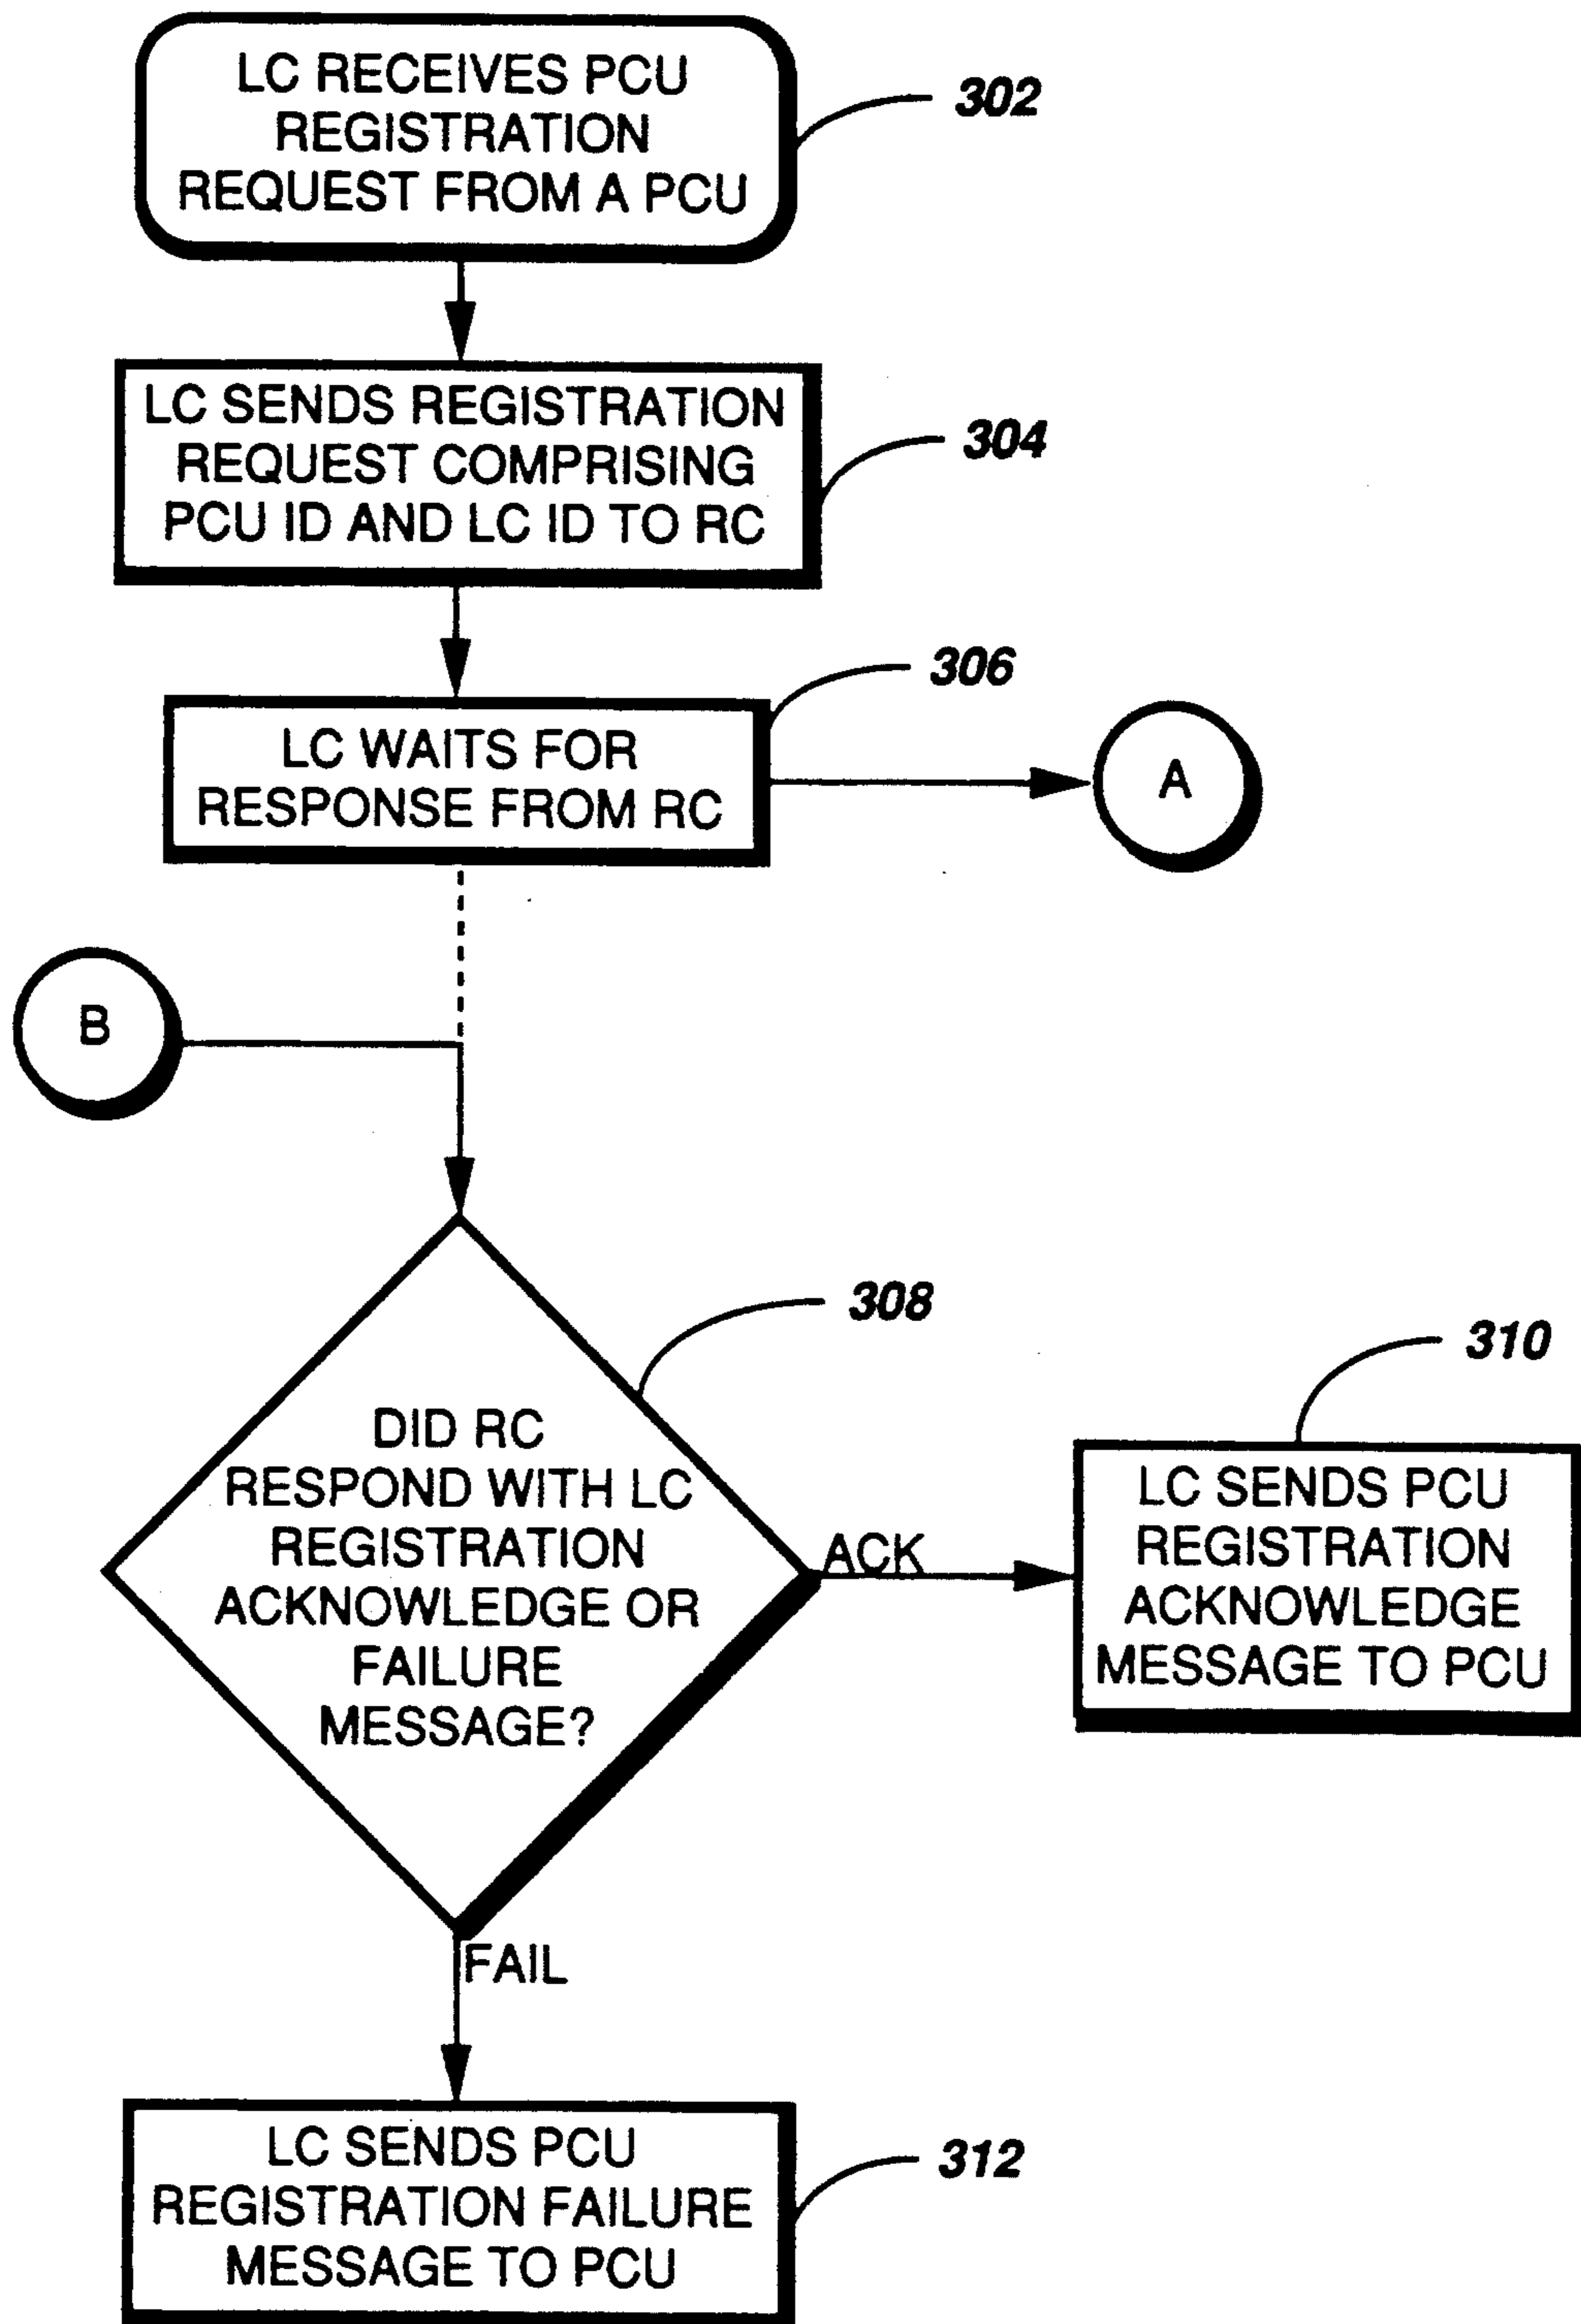 LC RECEIVES PCU
REGISTRATION
REQUEST FROM A PCU
302
LC SENDS REGISTRATION
REQUEST COMPRISING
PCU ID AND LC ID TO RC
304
306
LC WAITS FOR
RESPONSE FROM RC
A
B
308
DID RC
RESPOND WITH LC
REGISTRATION
ACKNOWLEDGE OR
FAILURE
MESSAGE?
ACK
310
LC SENDS PCU
REGISTRATION
ACKNOWLEDGE
MESSAGE TO PCU
FAIL
LC SENDS PCU
REGISTRATION FAILURE
MESSAGE TO PCU
312